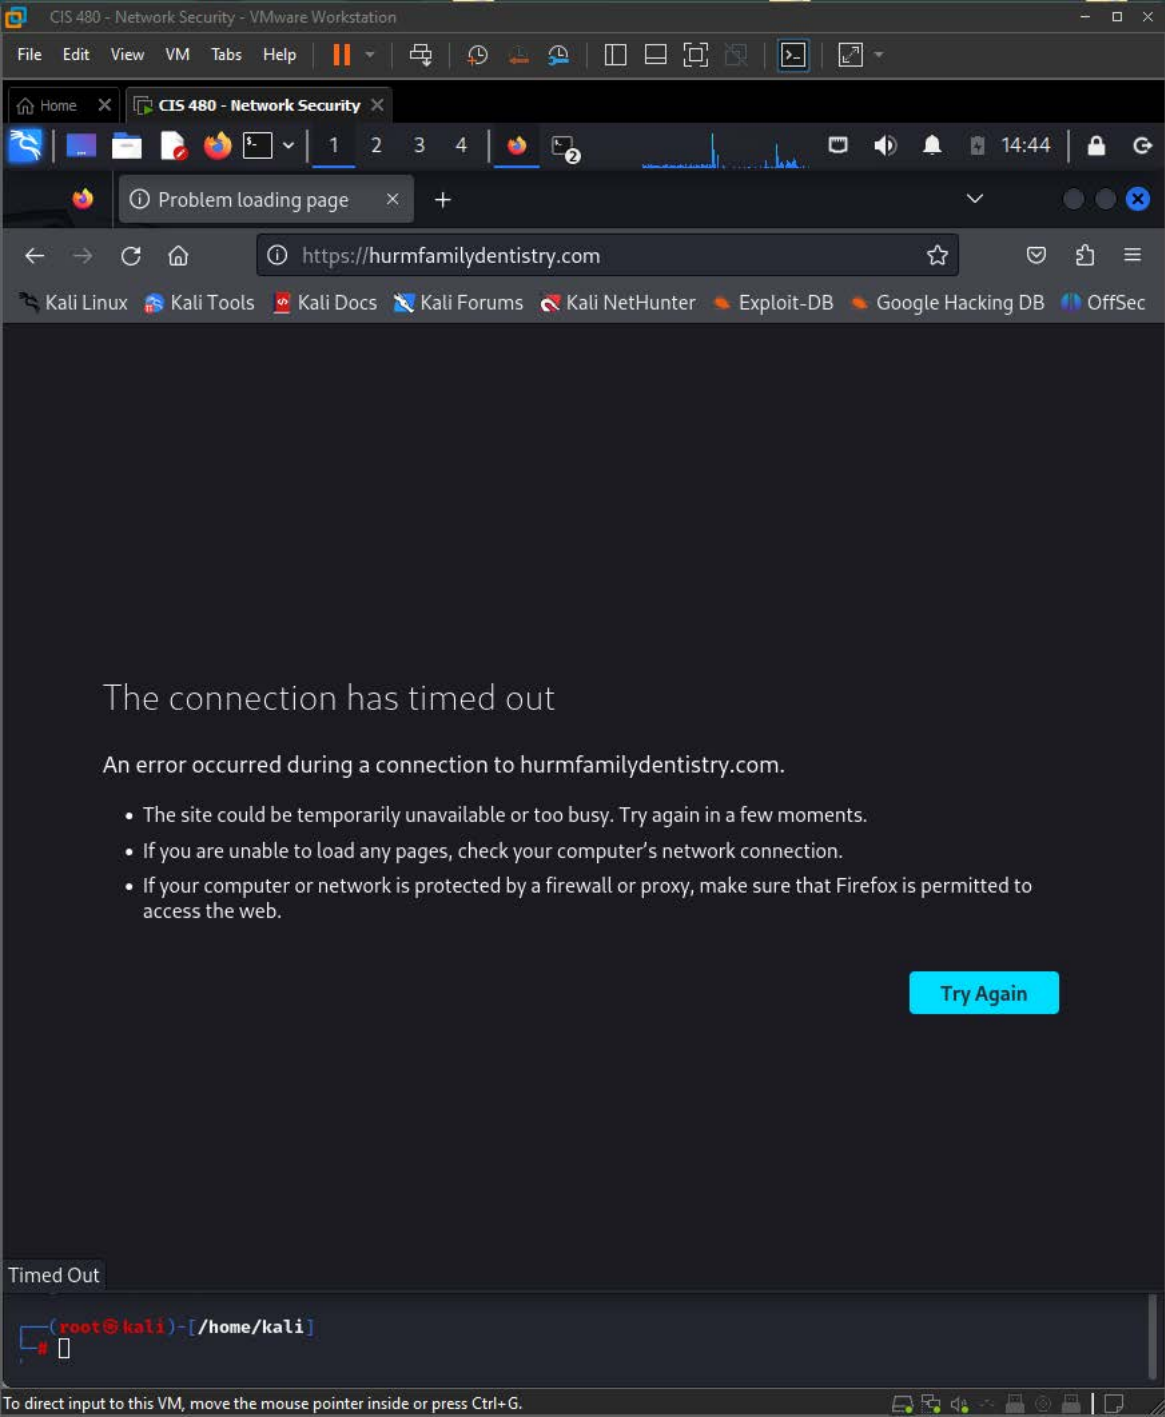 CIS 480 - Network Security - VMware Workstation
File Edit View VM Tabs Help
Home CIS 480 - Network Security
1 2 3 4 2 14:44
Problem loading page
https://hurmfamilydentistry.com
Kali Linux Kali Tools Kali Docs Kali Forums Kali NetHunter Exploit-DB Google Hacking DB OffSec
The connection has timed out
An error occurred during a connection to hurmfamilydentistry.com.
• The site could be temporarily unavailable or too busy. Try again in a few moments.
• If you are unable to load any pages, check your computer’s network connection.
• If your computer or network is protected by a firewall or proxy, make sure that Firefox is permitted to
access the web.
Try Again
Timed Out
(root㉿kali)-[/home/kali]
#
To direct input to this VM, move the mouse pointer inside or press Ctrl+G.